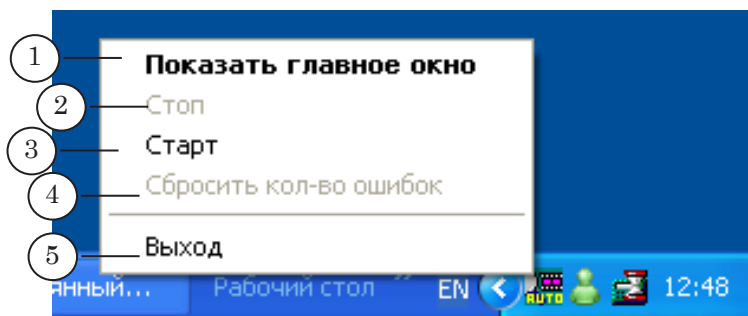 1 Показать главное окно
2 Стоп
3 Старт
4 Сбросить кол-во ошибок
5 Выход
янный... Рабочий стол » EN AUTO 12:48